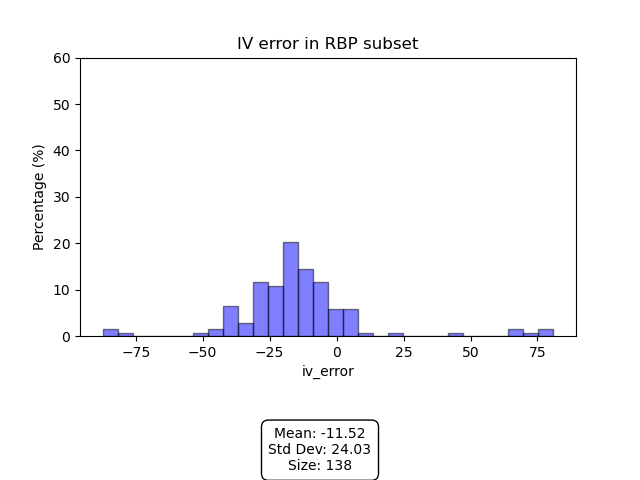 IV error in RBP subset
60
50
40
30
20
10
0
Percentage (%)
−75 −50 −25 0 25 50 75
iv_error
Mean: -11.52
Std Dev: 24.03
Size: 138